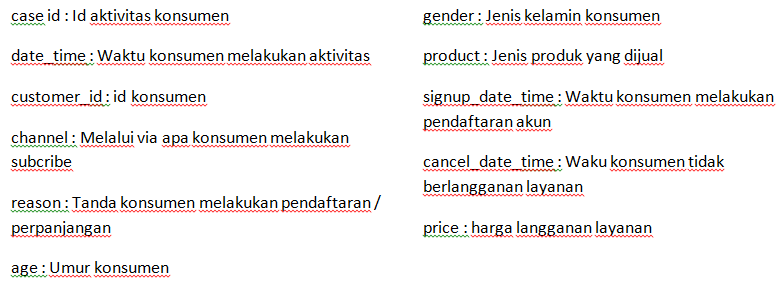 case id : Id aktivitas konsumen
date_time : Waktu konsumen melakukan aktivitas
customer_id : id konsumen
channel : Melalui via apa konsumen melakukan
subcribe
reason : Tanda konsumen melakukan pendaftaran /
perpanjangan
age : Umur konsumen
gender : Jenis kelamin konsumen
product : Jenis produk yang dijual
signup_date_time : Waktu konsumen melakukan
pendaftaran akun
cancel_date_time : Waku konsumen tidak
berlangganan layanan
price : harga langganan layanan